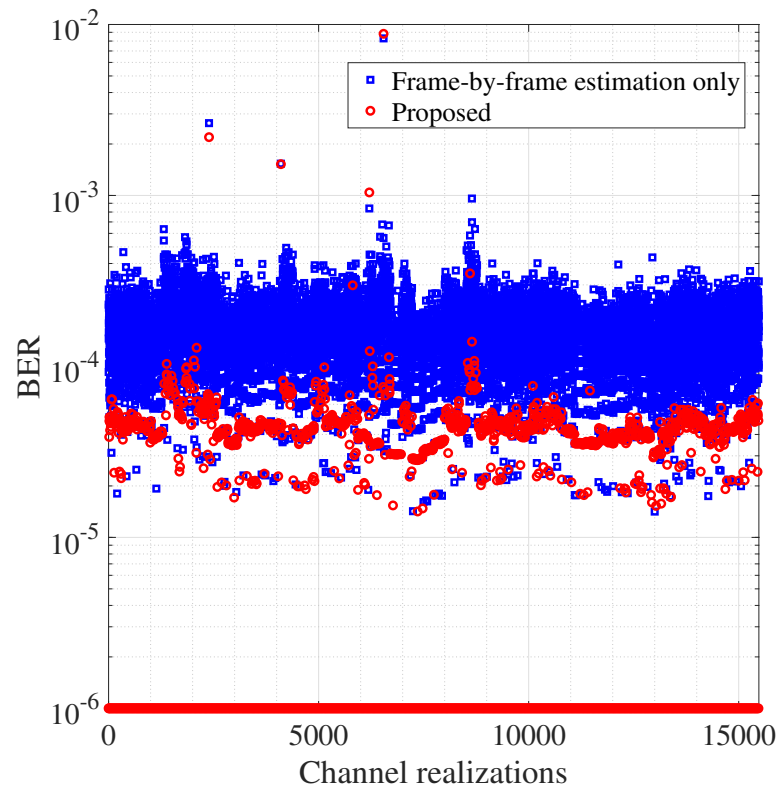 10^-2
Frame-by-frame estimation only
Proposed
10^-3
BER
10^-4
10^-5
10^-6
0 5000 10000 15000
Channel realizations